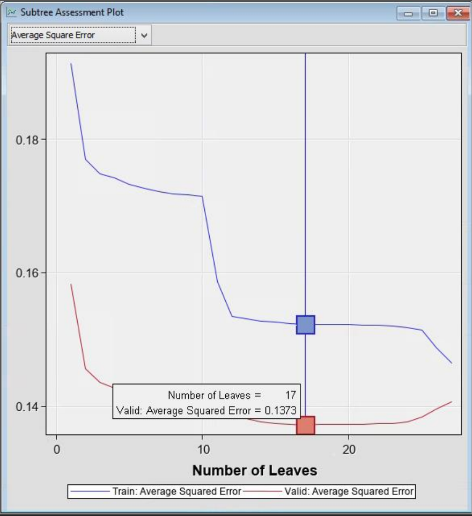 Subtree Assessment Plot
Average Square Error
0.18
0.16
0.14
Number of Leaves = 17
Valid: Average Squared Error = 0.1373
0 10 20
Number of Leaves
Train: Average Squared Error Valid: Average Squared Error